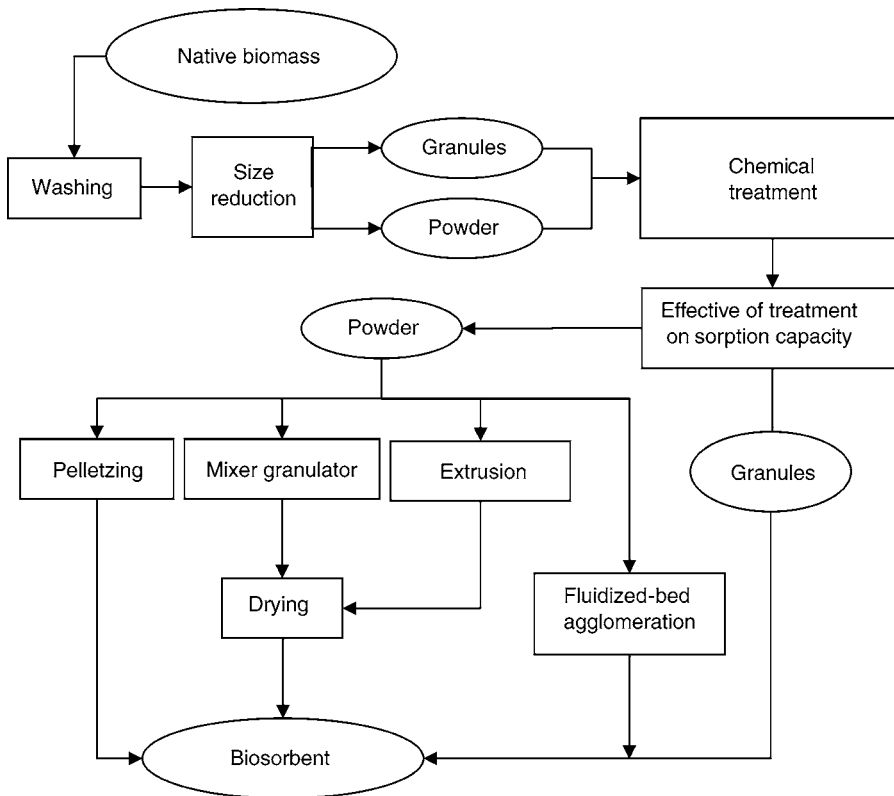 Native biomass
Washing
Size
reduction
Granules
Powder
Chemical
treatment
Effective of treatment
on sorption capacity
Powder
Pelletzing
Mixer granulator
Extrusion
Granules
Drying
Fluidized-bed
agglomeration
Biosorbent